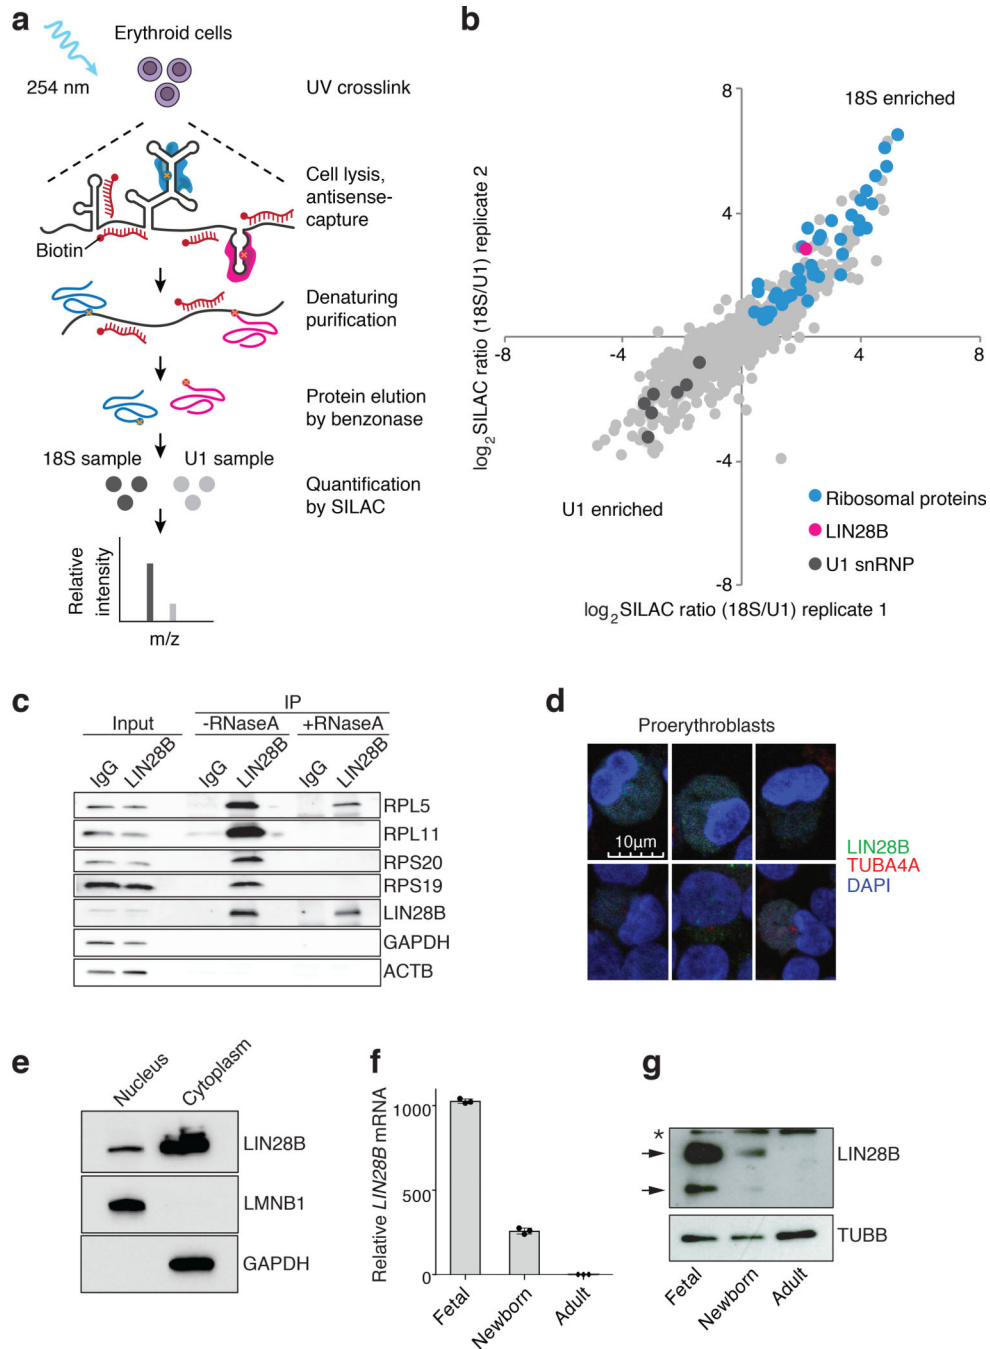 a
Erythroid cells
254 nm
UV crosslink
Cell lysis,
antisense-
capture
Biotin
Denaturing
purification
Protein elution
by benzonase
18S sample
U1 sample
Quantification
by SILAC
Relative
intensity
m/z
b
8
18S enriched
4
-8
-4
4
8
-4
U1 enriched
-8
log2SILAC ratio (18S/U1) replicate 2
Ribosomal proteins
LIN28B
U1 snRNP
log2SILAC ratio (18S/U1) replicate 1
c
IP
Input
-RNaseA
+RNaseA
IgG
LIN28B
IgG
LIN28B
IgG
LIN28B
RPL5
RPL11
RPS20
RPS19
LIN28B
GAPDH
ACTB
d
Proerythroblasts
10µm
LIN28B
TUBA4A
DAPI
e
Nucleus
Cytoplasm
LIN28B
LMNB1
GAPDH
f
Relative LIN28B mRNA
1000
500
0
Fetal
Newborn
Adult
g
*
LIN28B
TUBB
Fetal
Newborn
Adult